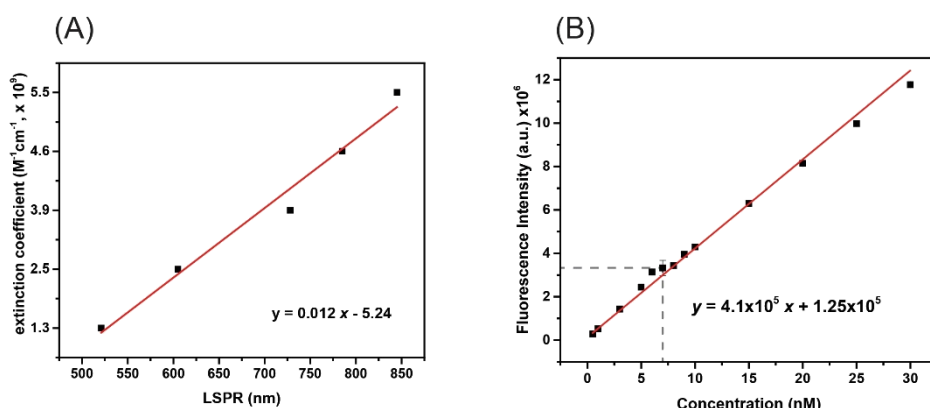 (A)
(B)
extinction coefficient (M⁻¹cm⁻¹, x 10⁹)
5.5
4.6
3.9
2.5
1.3
y = 0.012 x - 5.24
500 550 600 650 700 750 800 850
LSPR (nm)
Fluorescence Intensity (a.u.) x10⁶
12
10
8
6
4
2
0
y = 4.1x10⁵ x + 1.25x10⁵
0 5 10 15 20 25 30
Concentration (nM)